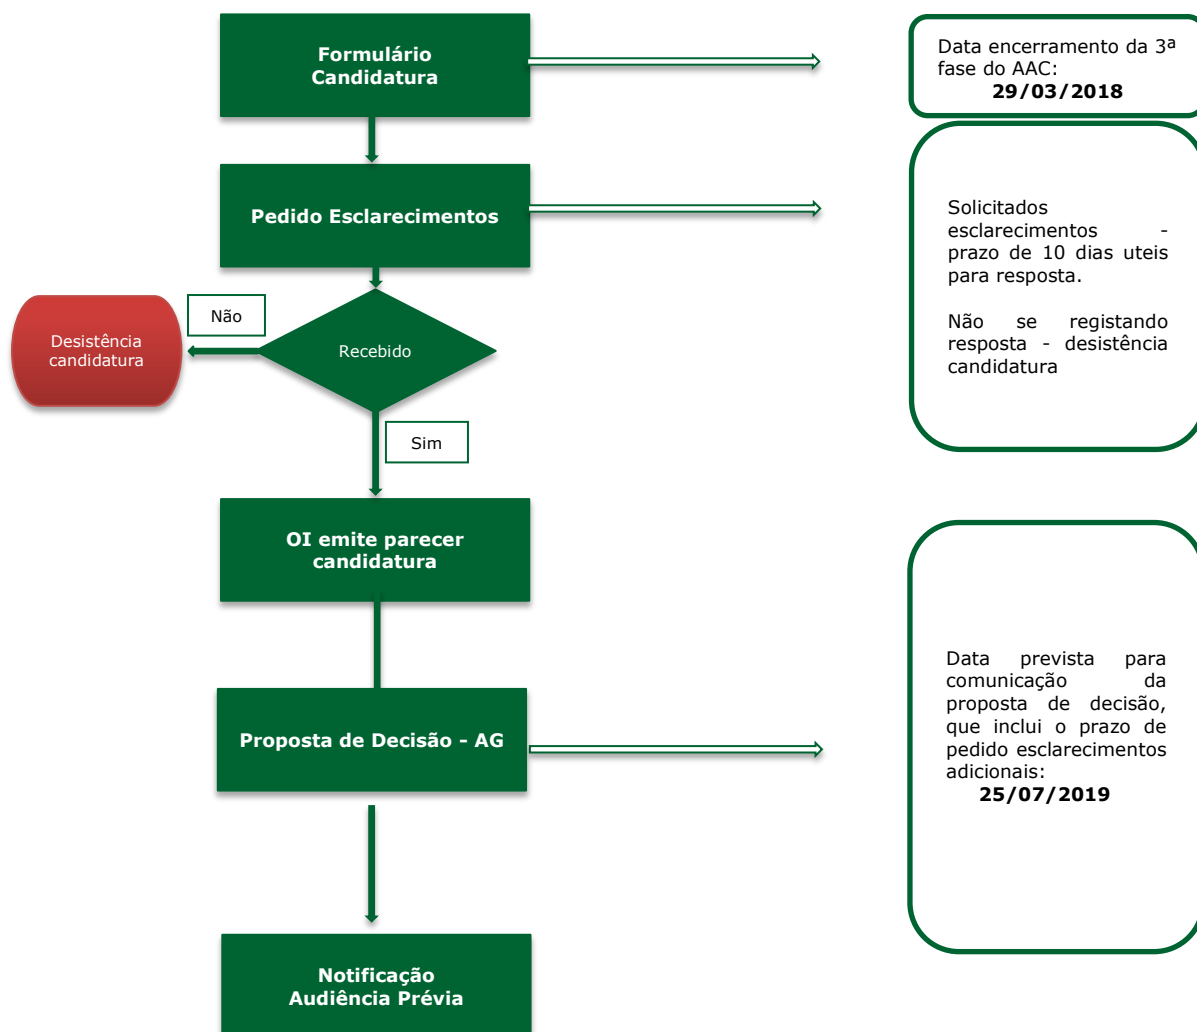 Formulário
Candidatura
Data encerramento da 3ª
fase do AAC:
29/03/2018
Pedido Esclarecimentos
Solicitados
esclarecimentos -
prazo de 10 dias uteis
para resposta.
Não se registando
resposta - desistência
candidatura
Não
Desistência
candidatura
Recebido
Sim
OI emite parecer
candidatura
Proposta de Decisão - AG
Data prevista para
comunicação da
proposta de decisão,
que inclui o prazo de
pedido esclarecimentos
adicionais:
25/07/2019
Notificação
Audiência Prévia